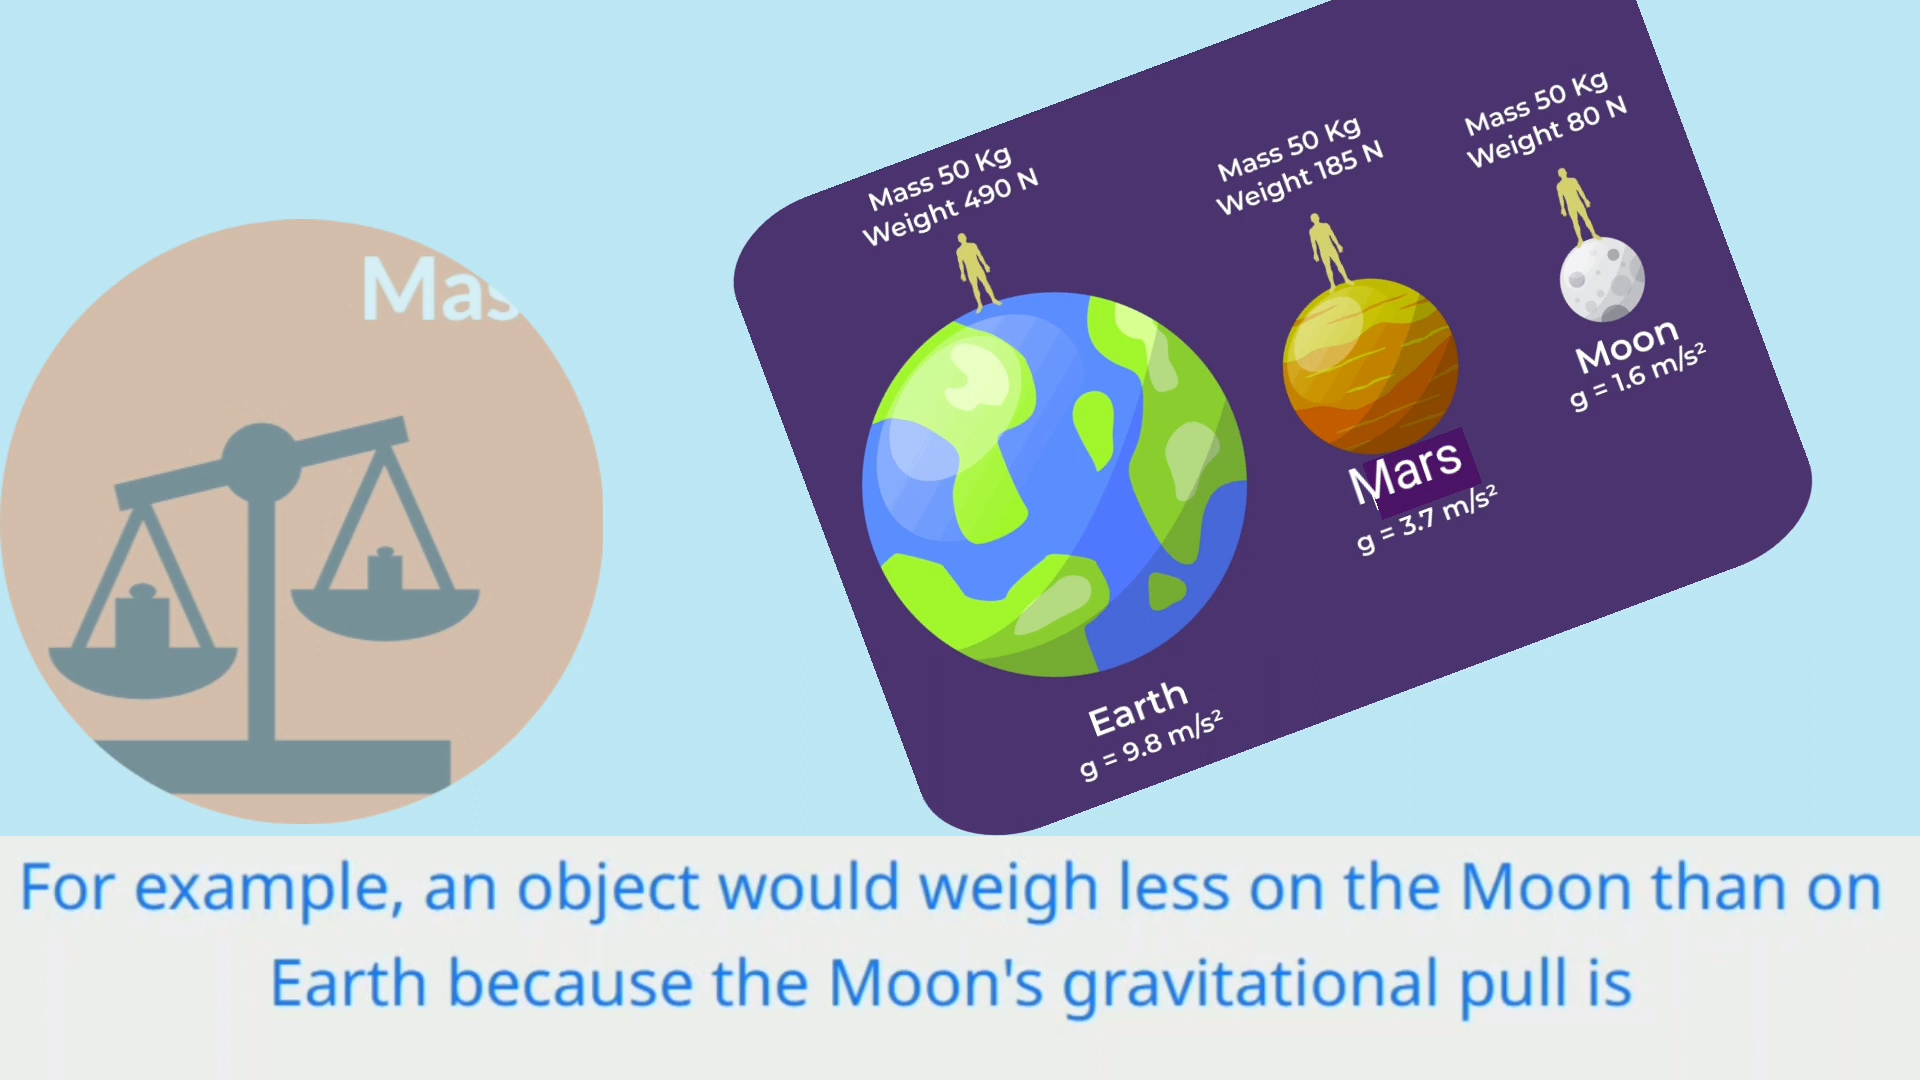 Mas
Mass 50 Kg
Weight 490 N
Earth
g = 9.8 m/s²
Mass 50 Kg
Weight 185 N
Mars
g = 3.7 m/s²
Mass 50 Kg
Weight 80 N
Moon
g = 1.6 m/s²
For example, an object would weigh less on the Moon than on
Earth because the Moon's gravitational pull is